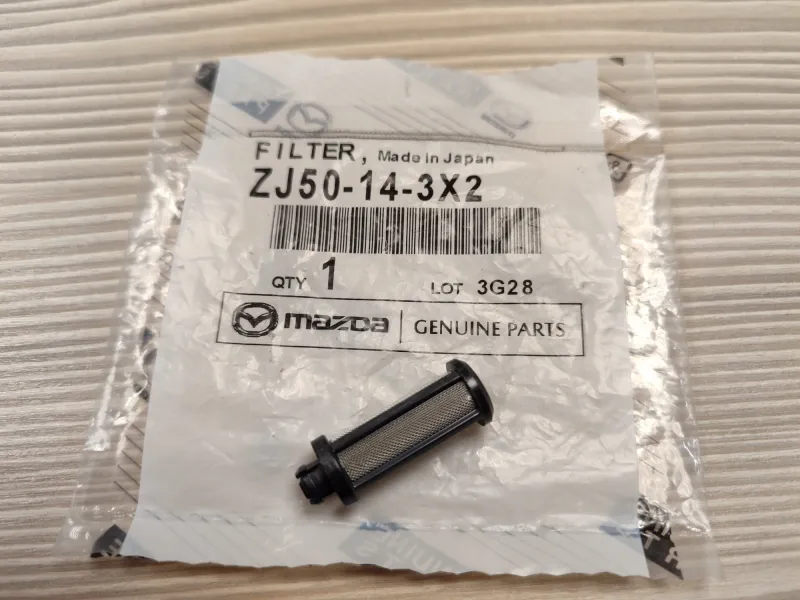 FILTER, Made in Japan
ZJ50-14-3X2
QTY 1 LOT 3G28
mazda GENUINE PARTS